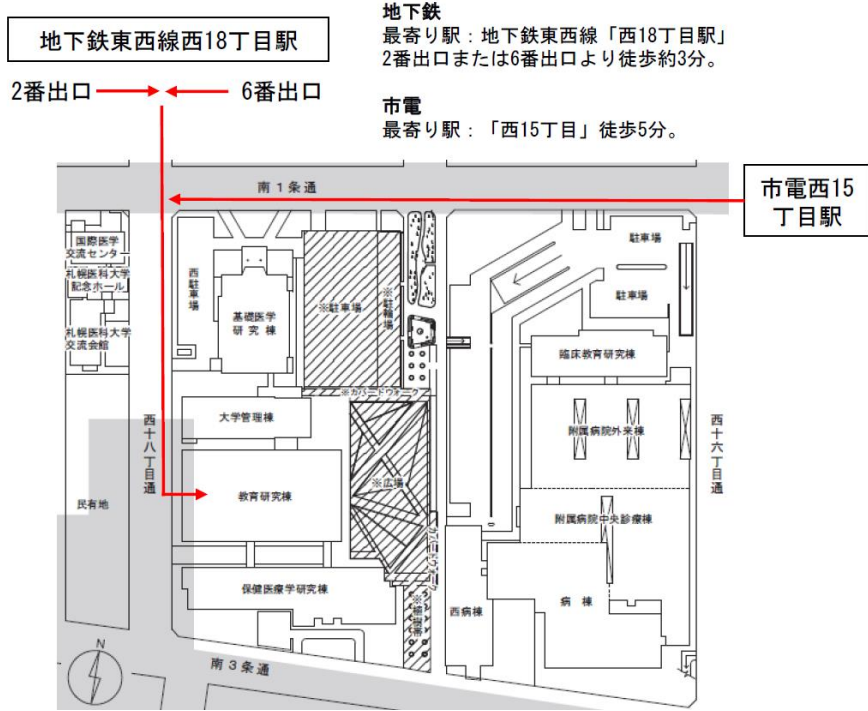 地下鉄東西線西18丁目駅
2番出口
6番出口
地下鉄
最寄り駅：地下鉄東西線「西18丁目駅」
2番出口または6番出口より徒歩約3分。
市電
最寄り駅：「西15丁目」徒歩5分。
市電西15
丁目駅
南1条通
国際医学
交流センター
札幌医科大学
記念ホール
札幌医科大学
交流会館
西駐車場
基礎医学
研究棟
※駐車場
※駐輪場
駐車場
駐車場
臨床教育研究棟
※カバードウォーク
大学管理棟
西十八丁目通
※広場
附属病院外来棟
西十六丁目通
民有地
教育研究棟
カバードウォーク
附属病院中央診療棟
保健医療学研究棟
※植樹帯
西病棟
病棟
N
南3条通